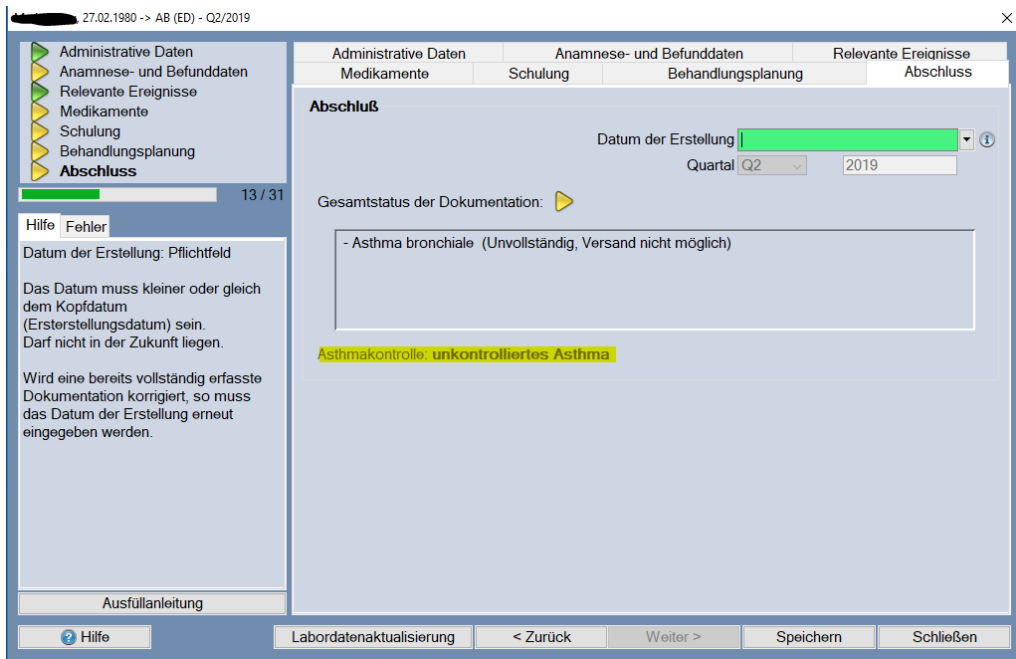 , 27.02.1980 -> AB (ED) - Q2/2019
Administrative Daten
Anamnese- und Befunddaten
Relevante Ereignisse
Medikamente
Schulung
Behandlungsplanung
Abschluss
13 / 31
Hilfe Fehler
Datum der Erstellung: Pflichtfeld
Das Datum muss kleiner oder gleich
dem Kopfdatum
(Ersterstellungsdatum) sein.
Darf nicht in der Zukunft liegen.
Wird eine bereits vollständig erfasste
Dokumentation korrigiert, so muss
das Datum der Erstellung erneut
eingegeben werden.
Ausfüllanleitung
Administrative Daten Anamnese- und Befunddaten Relevante Ereignisse
Medikamente Schulung Behandlungsplanung Abschluss
Abschluß
Datum der Erstellung
Quartal Q2 2019
Gesamtstatus der Dokumentation:
- Asthma bronchiale (Unvollständig, Versand nicht möglich)
Asthmakontrolle: unkontrolliertes Asthma
Hilfe Labordatenaktualisierung < Zurück Weiter > Speichern Schließen